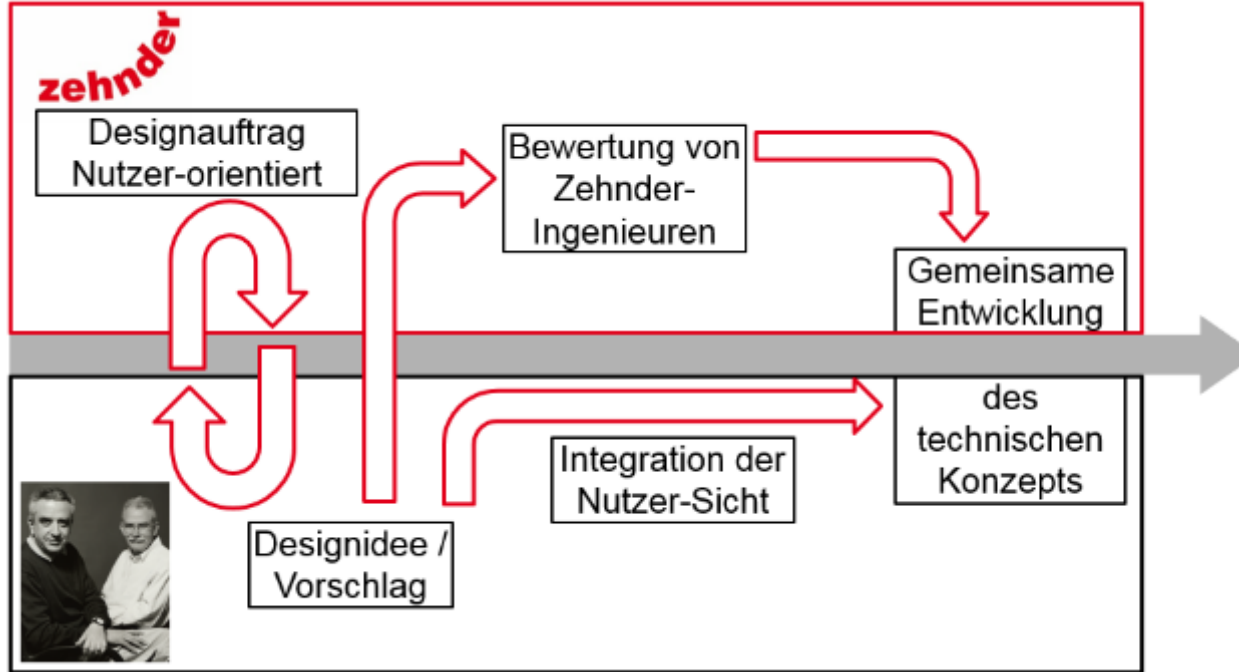 zehnder
Designauftrag
Nutzer-orientiert
Bewertung von
Zehnder-
Ingenieuren
Gemeinsame
Entwicklung
des
technischen
Konzepts
Integration der
Nutzer-Sicht
Designidee /
Vorschlag